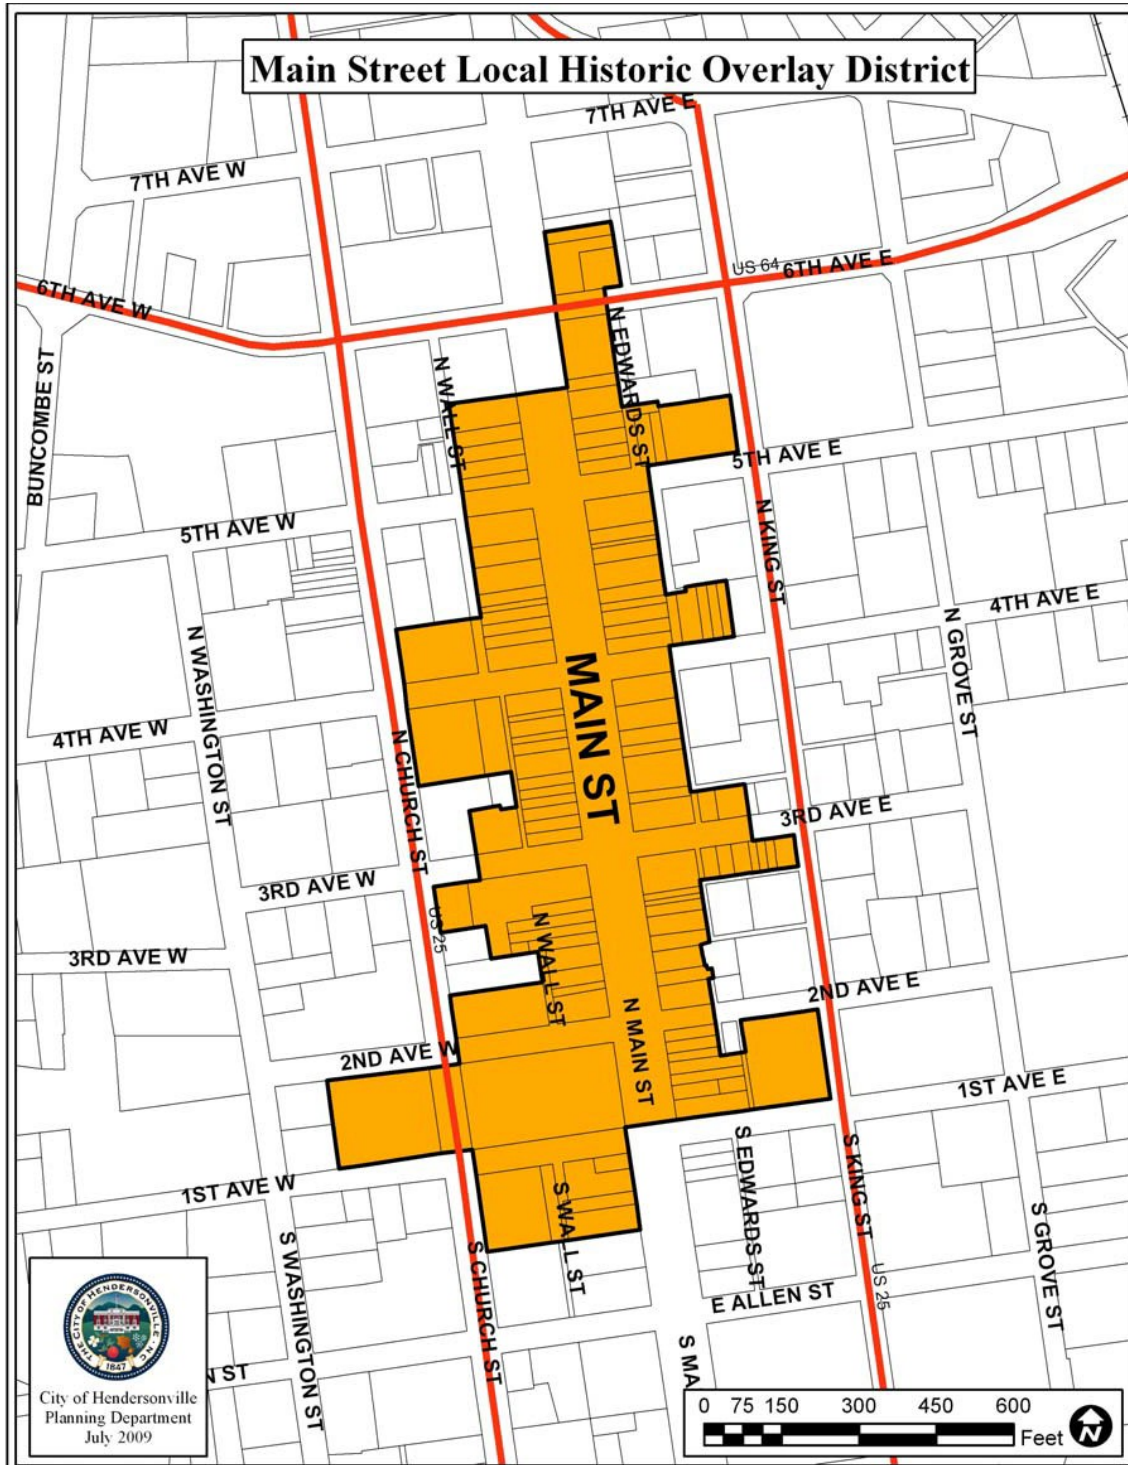 Main Street Local Historic Overlay District
7TH AVE E
7TH AVE W
US 64
6TH AVE E
6TH AVE W
N EDWARDS ST
N WALL ST
BUNCOMBE ST
5TH AVE E
5TH AVE W
N KING ST
4TH AVE E
N GROVE ST
N WASHINGTON ST
MAIN ST
4TH AVE W
N CHURCH ST
3RD AVE E
3RD AVE W
US 25
N WALL ST
3RD AVE W
2ND AVE E
N MAIN ST
2ND AVE W
1ST AVE E
1ST AVE W
S EDWARDS ST
S KING ST
S WALL ST
S GROVE ST
S WASHINGTON ST
S CHURCH ST
US 25
E ALLEN ST
S MA
N ST
THE CITY OF HENDERSONVILLE N.C.
1847
City of Hendersonville
Planning Department
July 2009
0 75 150 300 450 600
Feet
N